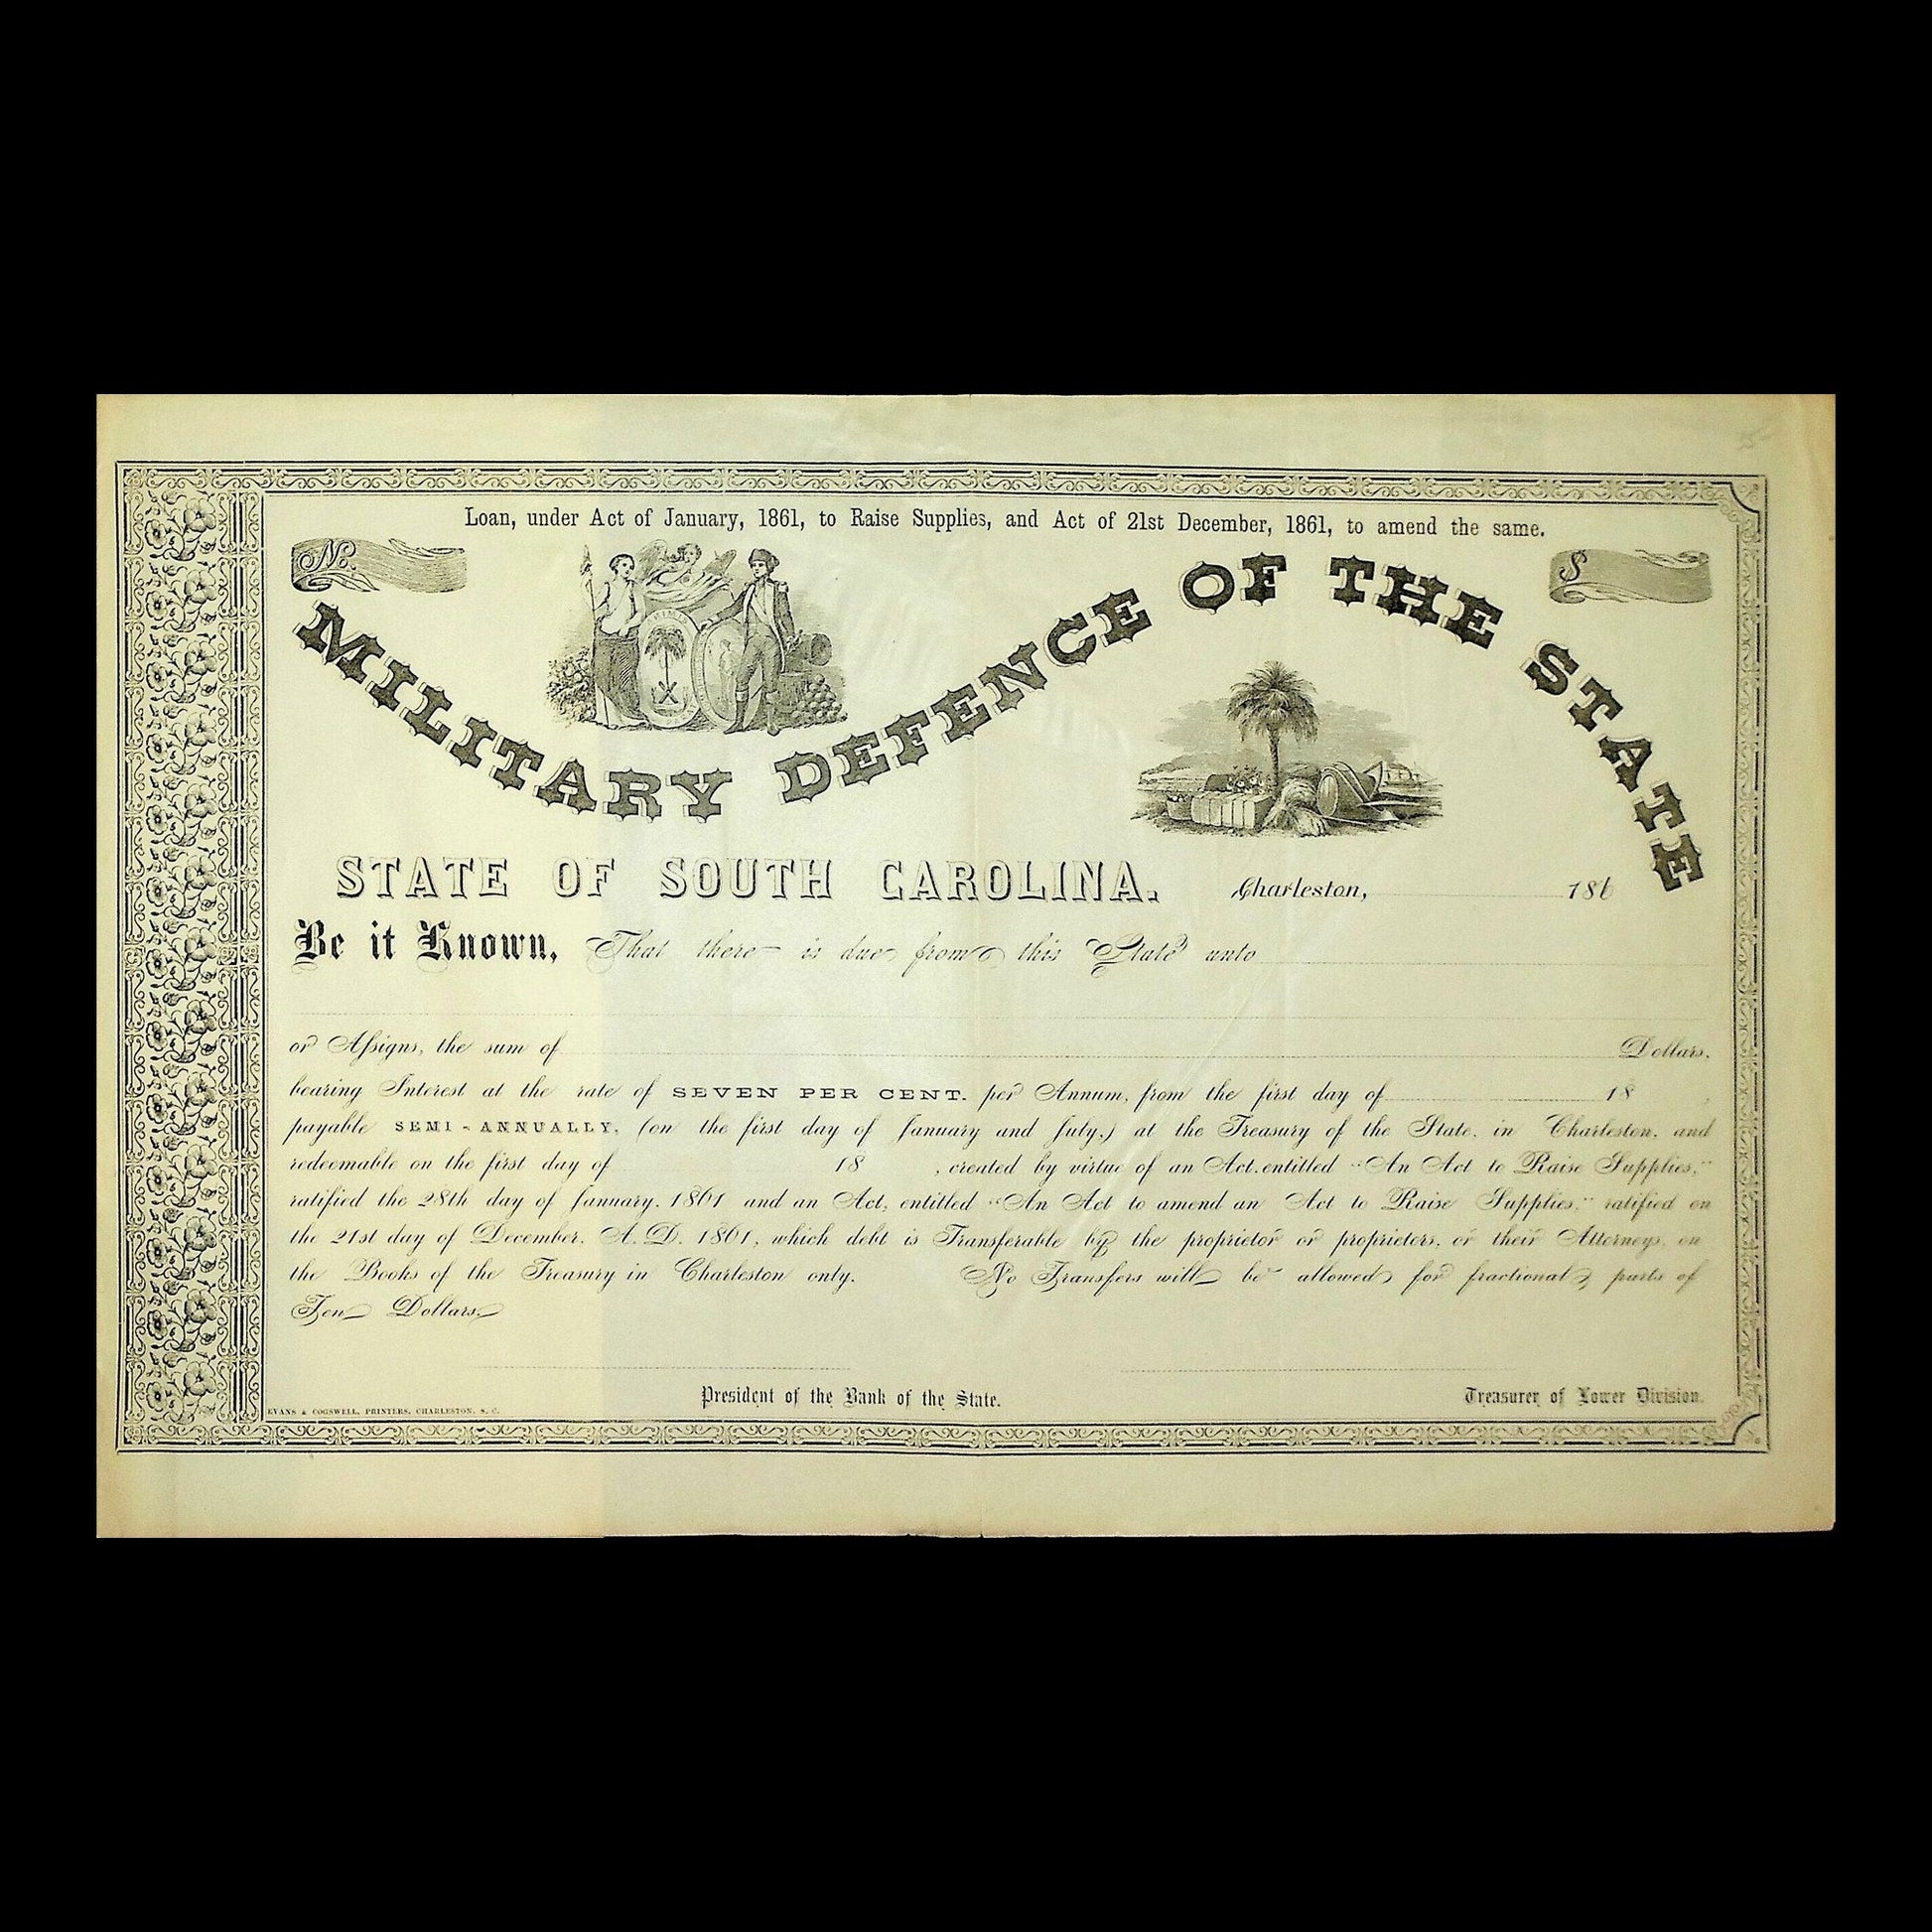 Loan, under Act of January, 1861, to Raise Supplies, and Act of 21st December, 1861, to amend the same.
No.
$
MILITARY DEFENCE OF THE STATE
STATE OF SOUTH CAROLINA. Charleston, 186
Be it Known, That there is due from this State unto
or Assigns, the sum of Dollars,
bearing Interest at the rate of SEVEN PER CENT. per Annum, from the first day of 18 ,
payable SEMI-ANNUALLY, (on the first day of January and July,) at the Treasury of the State, in Charleston, and
redeemable on the first day of 18 , created by virtue of an Act, entitled "An Act to Raise Supplies,"
ratified the 28th day of January, 1861 and an Act, entitled "An Act to amend an Act to Raise Supplies," ratified on
the 21st day of December, A.D. 1861, which debt is Transferable by the proprietor or proprietors, or their Attorneys, on
the Books of the Treasury in Charleston only. No Transfers will be allowed for fractional parts of
Ten Dollars.
President of the Bank of the State. Treasurer of Lower Division.
EVANS & COGSWELL, PRINTERS, CHARLESTON, S. C.